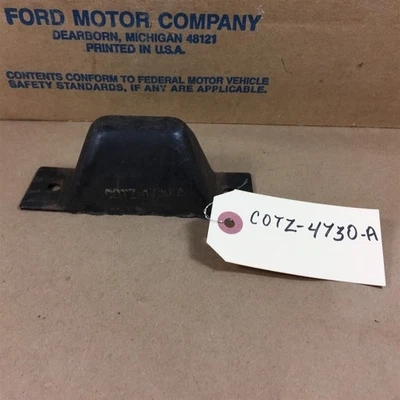 FORD MOTOR COMPANY
DEARBORN, MICHIGAN 48121
PRINTED IN U.S.A.
CONTENTS CONFORM TO FEDERAL MOTOR VEHICLE
SAFETY STANDARDS, IF ANY ARE APPLICABLE.
COTZ-4730-A